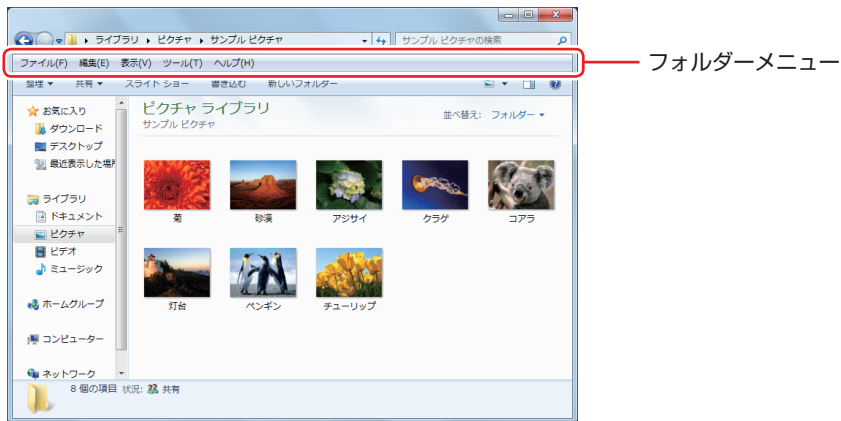 ライブラリ ピクチャ サンプル ピクチャ サンプル ピクチャの検索
ファイル(F) 編集(E) 表示(V) ツール(T) ヘルプ(H)
フォルダーメニュー
整理 共有 スライド ショー 書き込む 新しいフォルダー
お気に入り
ダウンロード
デスクトップ
最近表示した場所
ライブラリ
ドキュメント
ピクチャ
ビデオ
ミュージック
ホームグループ
コンピューター
ネットワーク
ピクチャ ライブラリ
サンプル ピクチャ
並べ替え: フォルダー
菊 砂漠 アジサイ クラゲ コアラ
灯台 ペンギン チューリップ
8 個の項目 状況: 共有